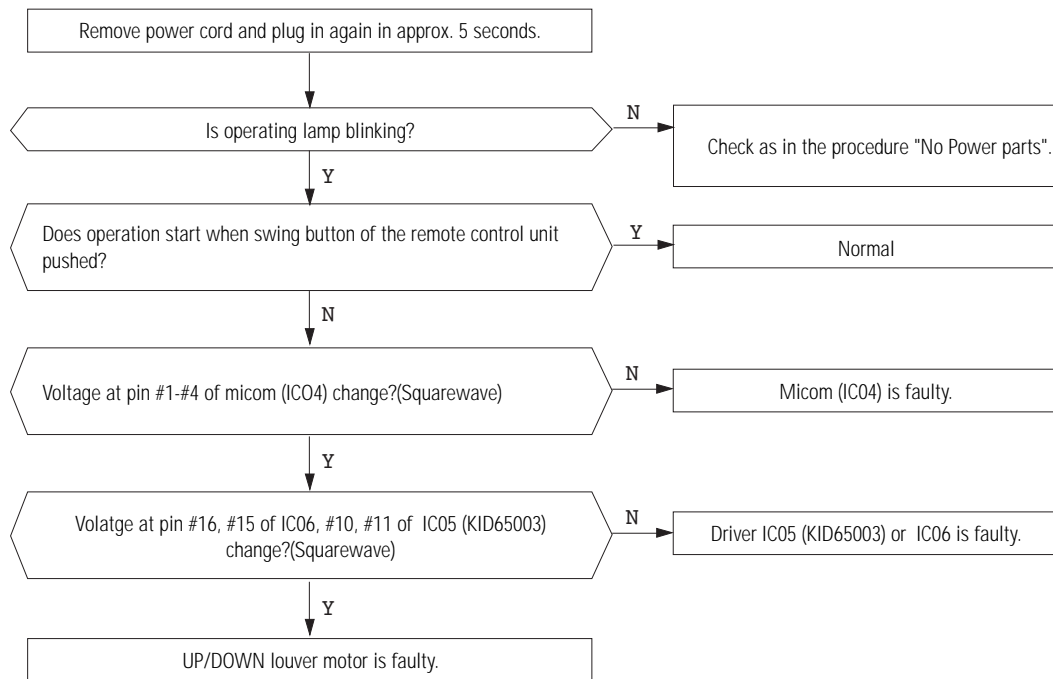 Remove power cord and plug in again in approx. 5 seconds.
Is operating lamp blinking?
N
Check as in the procedure "No Power parts".
Y
Does operation start when swing button of the remote control unit
pushed?
Y
Normal
N
Voltage at pin #1-#4 of micom (ICO4) change?(Squarewave)
N
Micom (IC04) is faulty.
Y
Volatge at pin #16, #15 of IC06, #10, #11 of IC05 (KID65003)
change?(Squarewave)
N
Driver IC05 (KID65003) or IC06 is faulty.
Y
UP/DOWN louver motor is faulty.